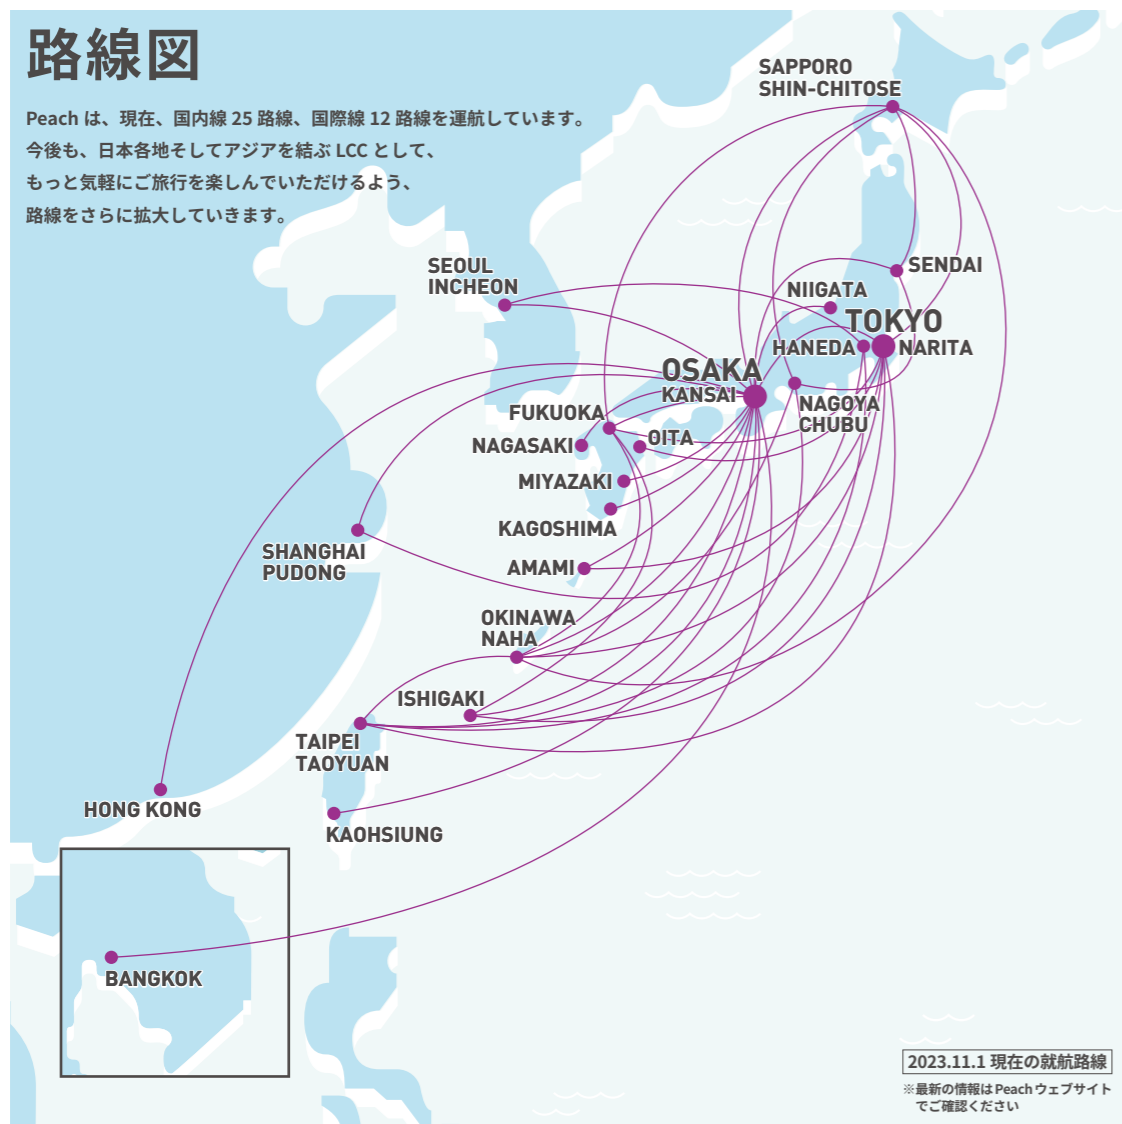 路線図
Peach は、現在、国内線 25 路線、国際線 12 路線を運航しています。
今後も、日本各地そしてアジアを結ぶ LCC として、
もっと気軽にご旅行を楽しんでいただけるよう、
路線をさらに拡大していきます。
SAPPORO
SHIN-CHITOSE
SEOUL
INCHEON
SENDAI
NIIGATA
TOKYO
HANEDA
NARITA
OSAKA
KANSAI
NAGOYA
CHUBU
FUKUOKA
OITA
NAGASAKI
MIYAZAKI
KAGOSHIMA
SHANGHAI
PUDONG
AMAMI
OKINAWA
NAHA
ISHIGAKI
TAIPEI
TAOYUAN
HONG KONG
KAOHSIUNG
BANGKOK
2023.11.1 現在の就航路線
※最新の情報は Peach ウェブサイト
でご確認ください